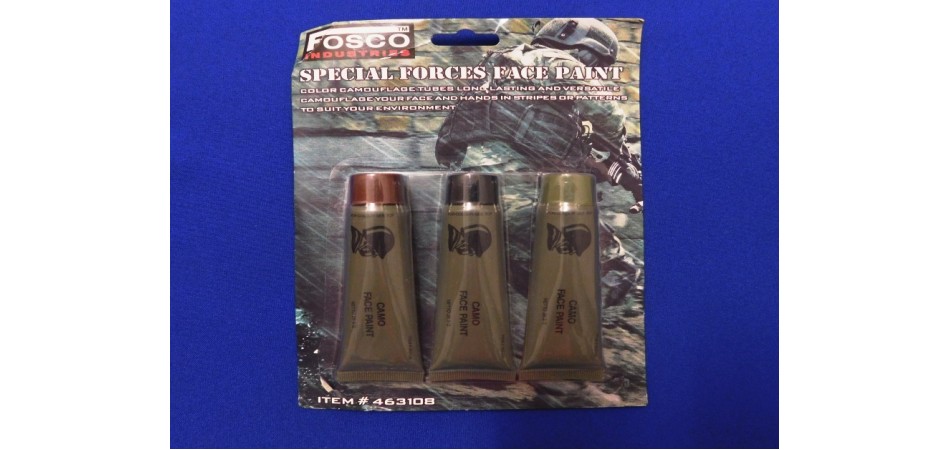 FOSCO™
INDUSTRIES
SPECIAL FORCES FACE PAINT
COLOR CAMOUFLAGE TUBES LONG LASTING AND VERSATILE
CAMOUFLAGE YOUR FACE AND HANDS IN STRIPES OR PATTERNS
TO SUIT YOUR ENVIRONMENT
CAMO
FACE PAINT
CAMO
FACE PAINT
CAMO
FACE PAINT
ITEM # 463108